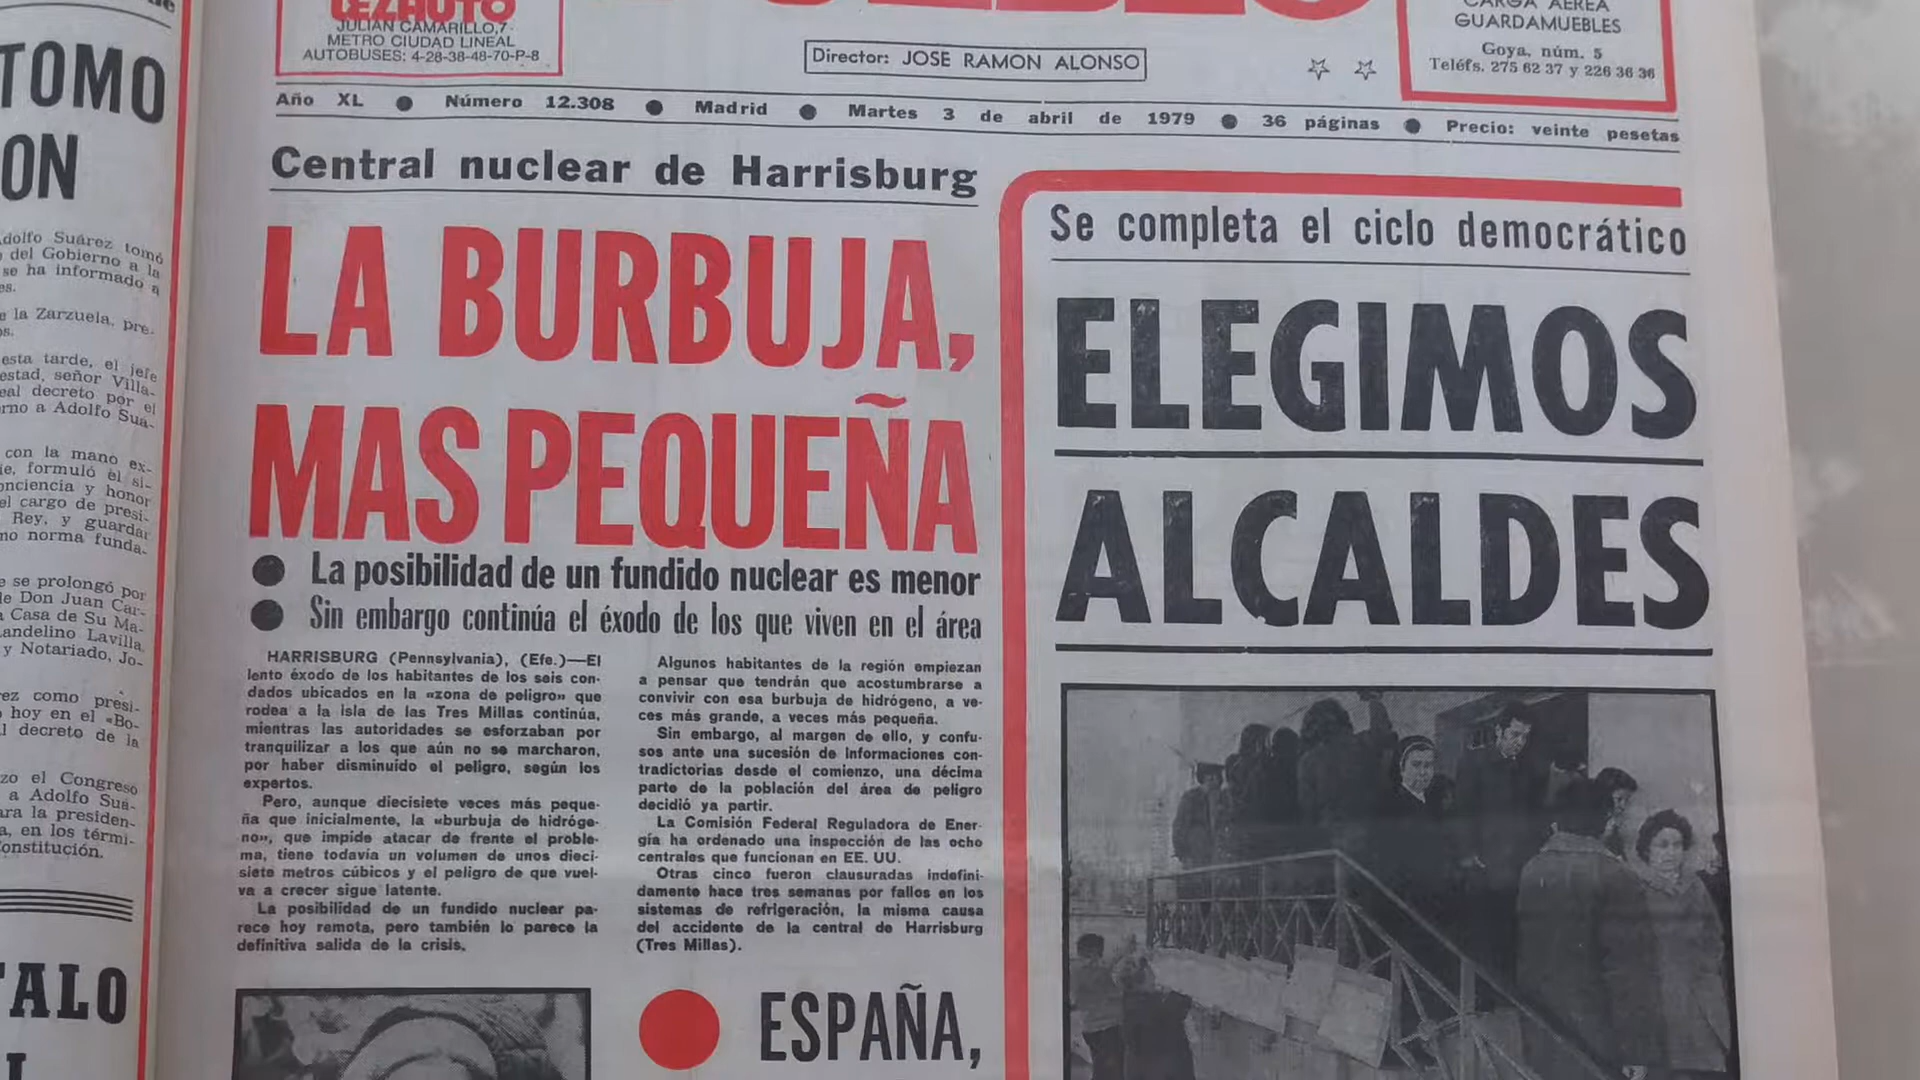 TOMO
ON
Adolfo Suárez tomó
del Gobierno a la
se ha informado a
la Zarzuela, pre-
esta tarde, el jefe
estad, señor Villa-
real decreto por el
rno a Adolfo Suá-
con la mano ex-
formuló el si-
onciencia y honor
el cargo de presi-
Rey, y guardar
mo norma funda-
se prolongó por
de Don Juan Car-
Casa de Su Ma-
Landelino Lavilla
y Notariado, Jo-
rez como presi-
hoy en el «Bo-
l decreto de la
zo el Congreso
a Adolfo Suá-
ara la presiden-
a, en los térmi-
Constitución.
TALO
LEZAUTO
JULIAN CAMARILLO,7
METRO CIUDAD LINEAL
AUTOBUSES: 4-28-38-48-70-P-8
Director: JOSE RAMON ALONSO
CARGA AEREA
GUARDAMUEBLES
Goya, núm. 5
Teléfs. 275 62 37 y 226 36 36
Año XL ● Número 12.308 ● Madrid ● Martes 3 de abril de 1979 ● 36 páginas ● Precio: veinte pesetas
Central nuclear de Harrisburg
LA BURBUJA,
MAS PEQUEÑA
● La posibilidad de un fundido nuclear es menor
● Sin embargo continúa el éxodo de los que viven en el área
HARRISBURG (Pennsylvania), (Efe.)—El
lento éxodo de los habitantes de los seis con-
dados ubicados en la «zona de peligro» que
rodea a la isla de las Tres Millas continúa,
mientras las autoridades se esforzaban por
tranquilizar a los que aún no se marcharon,
por haber disminuido el peligro, según los
expertos.
Pero, aunque diecisiete veces más peque-
ña que inicialmente, la «burbuja de hidróge-
no», que impide atacar de frente el proble-
ma, tiene todavía un volumen de unos dieci-
siete metros cúbicos y el peligro de que vuel-
va a crecer sigue latente.
La posibilidad de un fundido nuclear pa-
rece hoy remota, pero también lo parece la
definitiva salida de la crisis.
Algunos habitantes de la región empiezan
a pensar que tendrán que acostumbrarse a
convivir con esa burbuja de hidrógeno, a ve-
ces más grande, a veces más pequeña.
Sin embargo, al margen de ello, y confu-
sos ante una sucesión de informaciones con-
tradictorias desde el comienzo, una décima
parte de la población del área de peligro
decidió ya partir.
La Comisión Federal Reguladora de Ener-
gía ha ordenado una inspección de las ocho
centrales que funcionan en EE. UU.
Otras cinco fueron clausuradas indefini-
damente hace tres semanas por fallos en los
sistemas de refrigeración, la misma causa
del accidente de la central de Harrisburg
(Tres Millas).
ESPAÑA,
Se completa el ciclo democrático
ELEGIMOS
ALCALDES